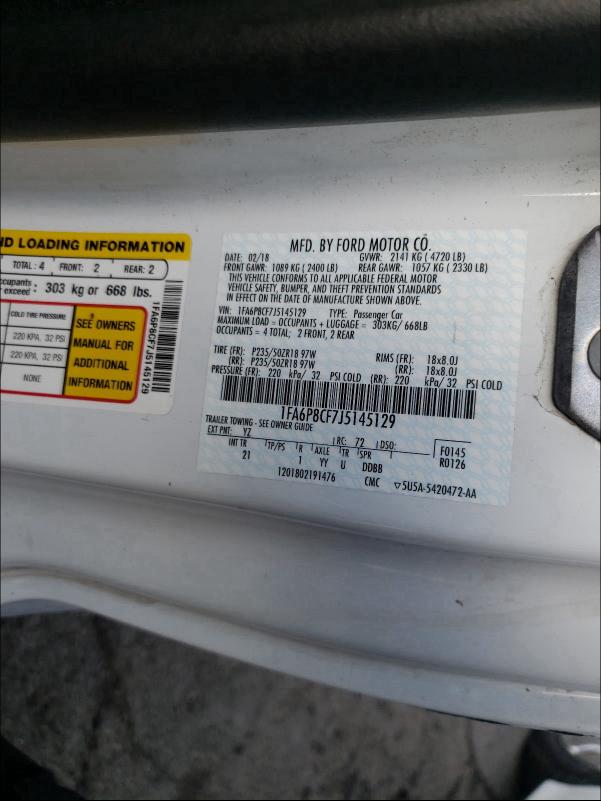 ND LOADING INFORMATION
TOTAL: 4 FRONT: 2 REAR: 2
ccupants exceed: 303 kg or 668 lbs.
COLD TIRE PRESSURE
220 KPA, 32 PSI
220 KPA, 32 PSI
NONE
SEE OWNERS
MANUAL FOR
ADDITIONAL
INFORMATION
1FA6P8CF7J5145129
MFD. BY FORD MOTOR CO.
DATE: 02/18 GVWR: 2141 KG ( 4720 LB)
FRONT GAWR: 1089 KG ( 2400 LB) REAR GAWR: 1057 KG ( 2330 LB)
THIS VEHICLE CONFORMS TO ALL APPLICABLE FEDERAL MOTOR
VEHICLE SAFETY, BUMPER, AND THEFT PREVENTION STANDARDS
IN EFFECT ON THE DATE OF MANUFACTURE SHOWN ABOVE.
VIN: 1FA6P8CF7J5145129 TYPE: Passenger Car
MAXIMUM LOAD = OCCUPANTS + LUGGAGE = 303KG/ 668LB
OCCUPANTS = 4 TOTAL; 2 FRONT, 2 REAR
TIRE (FR): P235/50ZR18 97W RIMS (FR): 18x8.0J
(RR): P235/50ZR18 97W (RR): 18x8.0J
PRESSURE (FR): 220 kPa/ 32 PSI COLD (RR): 220 kPa/ 32 PSI COLD
1FA6P8CF7J5145129
TRAILER TOWING - SEE OWNER GUIDE
EXT PNT: YZ RC: 72 DSO: F0145
INT TR TP/PS R AXLE TR SPR R0126
21 1 YY U DDBB
1201802191476 CMC ▽5U5A-5420472-AA